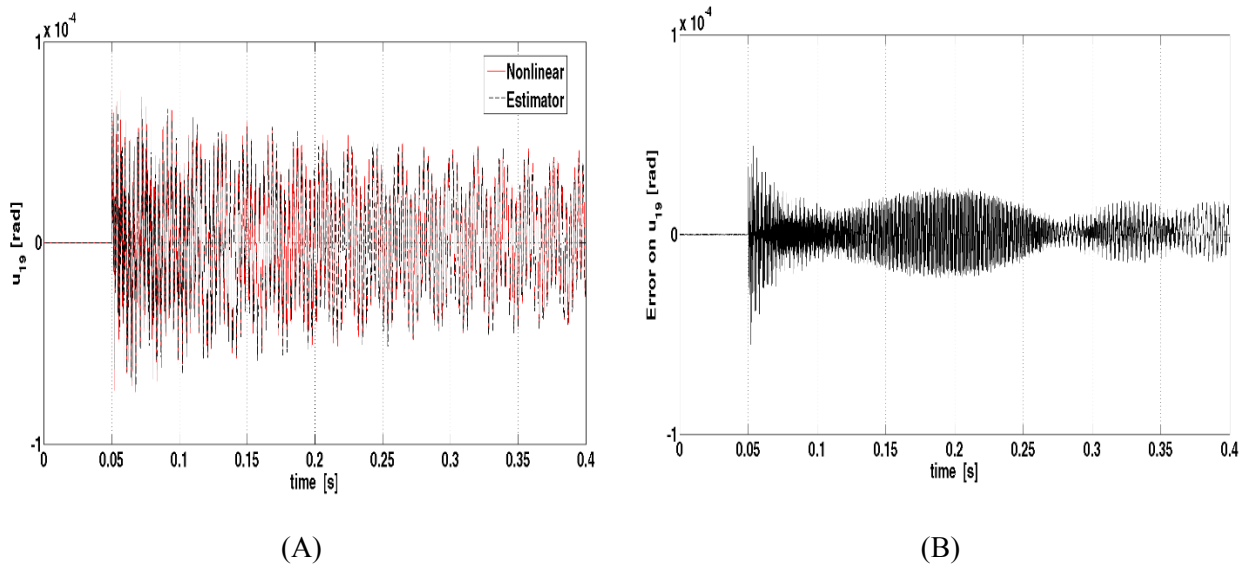 1 x 10⁻⁴
Nonlinear
Estimator
u₁₉ [rad]
0
-1
0 0.05 0.1 0.15 0.2 0.25 0.3 0.35 0.4
time [s]
(A)
1 x 10⁻⁴
Error on u₁₉ [rad]
0
-1
0 0.05 0.1 0.15 0.2 0.25 0.3 0.35 0.4
time [s]
(B)